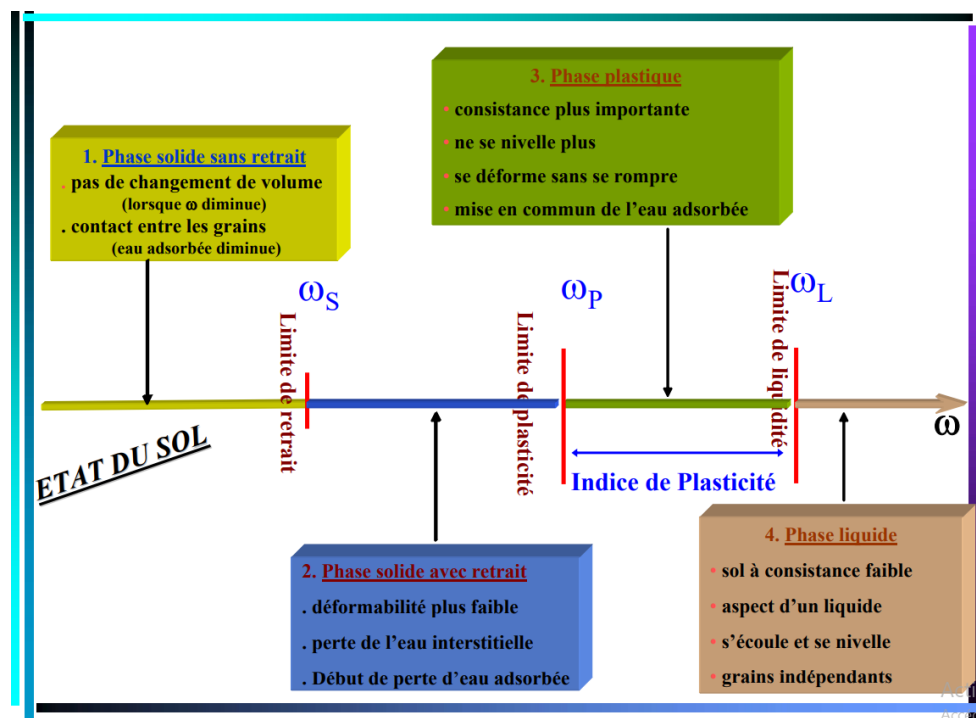 3. Phase plastique
• consistance plus importante
• ne se nivelle plus
• se déforme sans se rompre
• mise en commun de l'eau adsorbée
1. Phase solide sans retrait
. pas de changement de volume
(lorsque ω diminue)
. contact entre les grains
(eau adsorbée diminue)
ωS
ωP
ωL
Limite de retrait
Limite de plasticité
Limite de liquidité
ω
ETAT DU SOL
Indice de Plasticité
2. Phase solide avec retrait
. déformabilité plus faible
. perte de l'eau interstitielle
. Début de perte d'eau adsorbée
4. Phase liquide
• sol à consistance faible
• aspect d'un liquide
• s'écoule et se nivelle
• grains indépendants